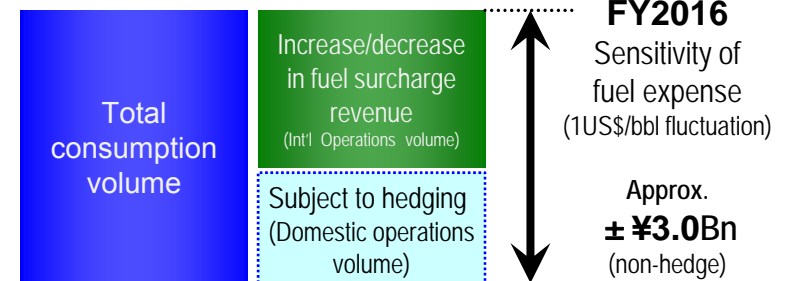 Total
consumption
volume
Increase/decrease
in fuel surcharge
revenue
(Int'l Operations volume)
Subject to hedging
(Domestic operations
volume)
FY2016
Sensitivity of
fuel expense
(1US$/bbl fluctuation)
Approx.
± ¥3.0Bn
(non-hedge)